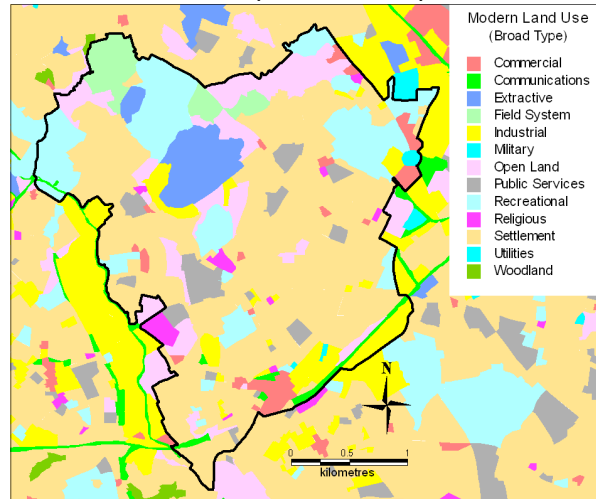 Modern Land Use
(Broad Type)
Commercial
Communications
Extractive
Field System
Industrial
Military
Open Land
Public Services
Recreational
Religious
Settlement
Utilities
Woodland
N
0 0.5 1
kilometres